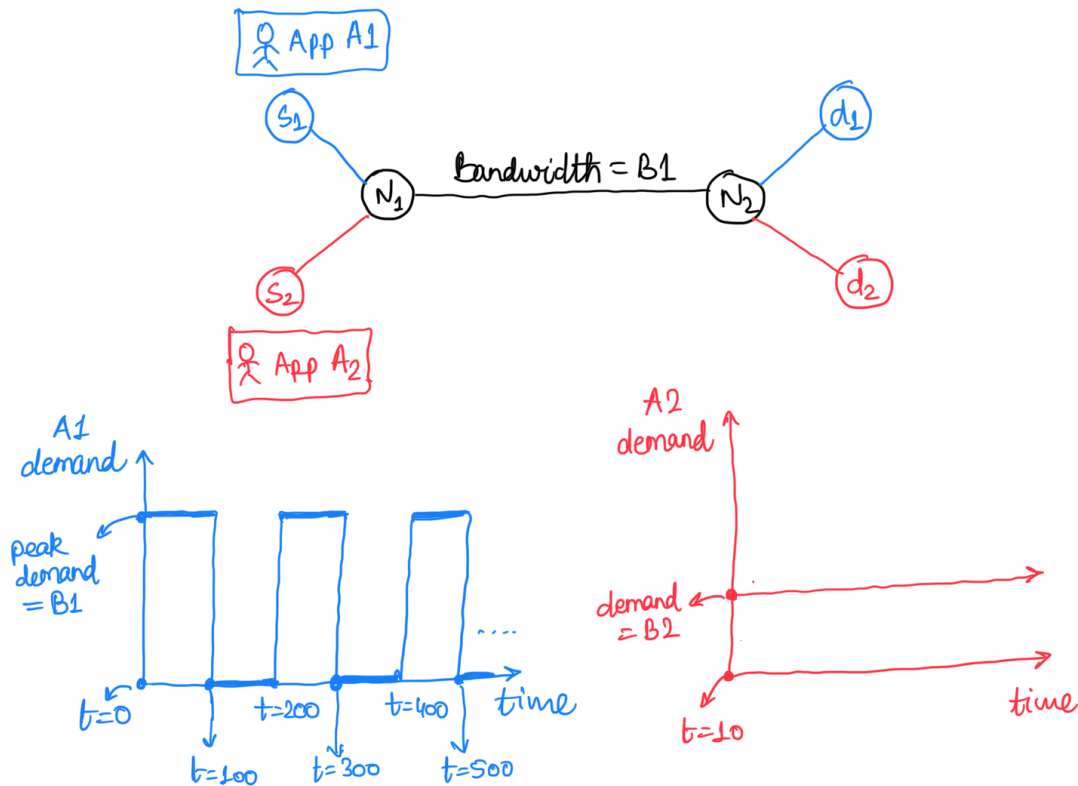 App A1
S1
d1
Bandwidth = B1
N1
N2
S2
d2
App A2
A1
demand
peak
demand
= B1
t=0
t=200
t=400
time
t=100
t=300
t=500
.....
A2
demand
demand
= B2
t=10
time